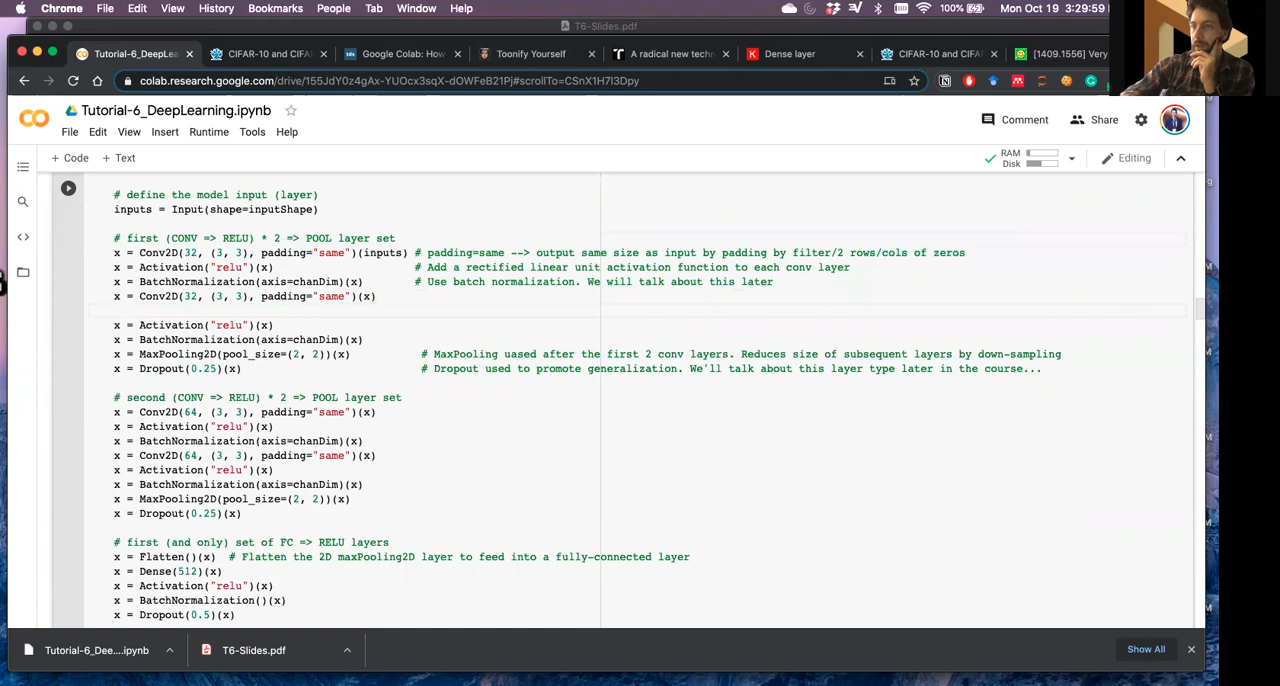 Chrome File Edit View History Bookmarks People Tab Window Help 100% Mon Oct 19 3:29:59
T6-Slides.pdf
Tutorial-6_DeepLea CIFAR-10 and CIFA Google Colab: How Toonify Yourself A radical new techn Dense layer CIFAR-10 and CIFA [1409.1556] Very
colab.research.google.com/drive/155JdY0z4gAx-YUOcx3sqX-dOWFeB21Pj#scrollTo=CSnX1H7I3Dpy
Tutorial-6_DeepLearning.ipynb
Comment Share
File Edit View Insert Runtime Tools Help
+ Code + Text RAM Disk Editing
# define the model input (layer)
inputs = Input(shape=inputShape)
# first (CONV => RELU) * 2 => POOL layer set
x = Conv2D(32, (3, 3), padding="same")(inputs) # padding=same --> output same size as input by padding by filter/2 rows/cols of zeros
x = Activation("relu")(x) # Add a rectified linear unit activation function to each conv layer
x = BatchNormalization(axis=chanDim)(x) # Use batch normalization. We will talk about this later
x = Conv2D(32, (3, 3), padding="same")(x)
x = Activation("relu")(x)
x = BatchNormalization(axis=chanDim)(x)
x = MaxPooling2D(pool_size=(2, 2))(x) # MaxPooling uased after the first 2 conv layers. Reduces size of subsequent layers by down-sampling
x = Dropout(0.25)(x) # Dropout used to promote generalization. We'll talk about this layer type later in the course...
# second (CONV => RELU) * 2 => POOL layer set
x = Conv2D(64, (3, 3), padding="same")(x)
x = Activation("relu")(x)
x = BatchNormalization(axis=chanDim)(x)
x = Conv2D(64, (3, 3), padding="same")(x)
x = Activation("relu")(x)
x = BatchNormalization(axis=chanDim)(x)
x = MaxPooling2D(pool_size=(2, 2))(x)
x = Dropout(0.25)(x)
# first (and only) set of FC => RELU layers
x = Flatten()(x) # Flatten the 2D maxPooling2D layer to feed into a fully-connected layer
x = Dense(512)(x)
x = Activation("relu")(x)
x = BatchNormalization()(x)
x = Dropout(0.5)(x)
Tutorial-6_Dee....ipynb T6-Slides.pdf Show All